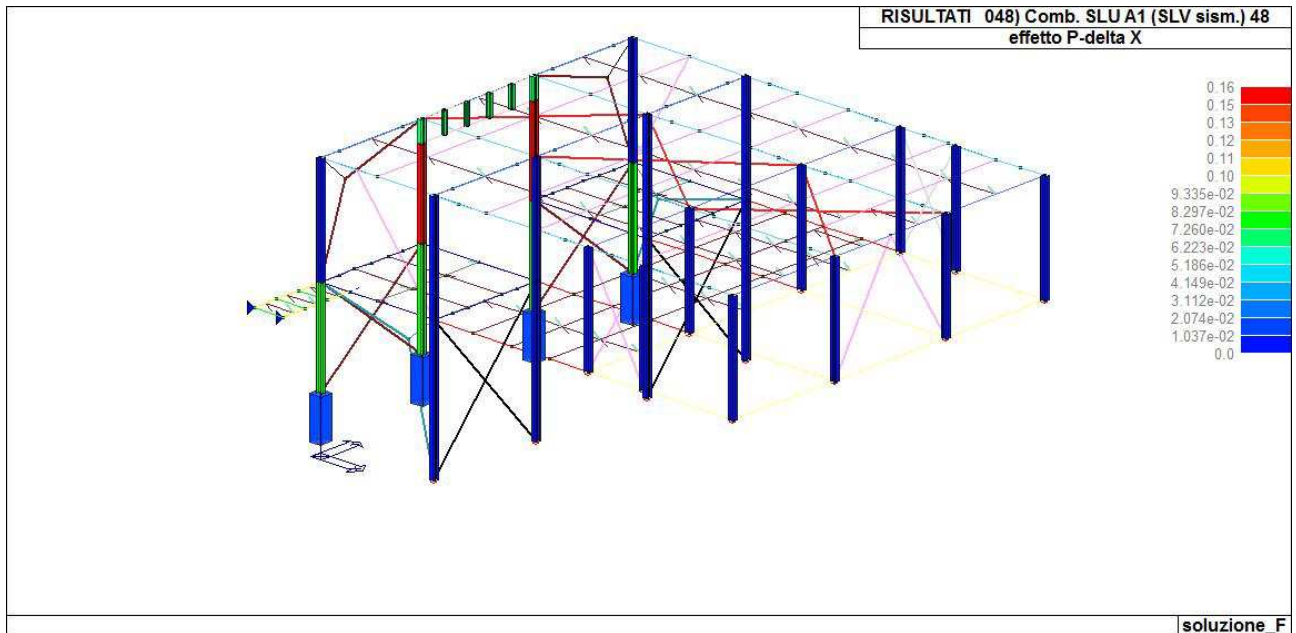 RISULTATI 048) Comb. SLU A1 (SLV sism.) 48
effetto P-delta X
0.16
0.15
0.13
0.12
0.11
0.10
9.335e-02
8.297e-02
7.260e-02
6.223e-02
5.186e-02
4.149e-02
3.112e-02
2.074e-02
1.037e-02
0.0
soluzione_F